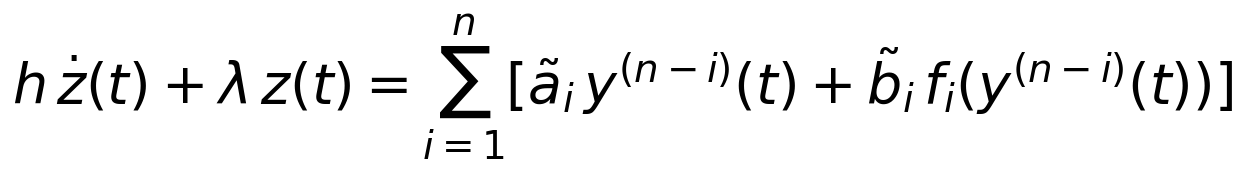 h ż(t) + λ z(t) = ∑_{i=1}^{n} [ã_i y^{(n−i)}(t) + b̃_i f_i(y^{(n−i)}(t))]